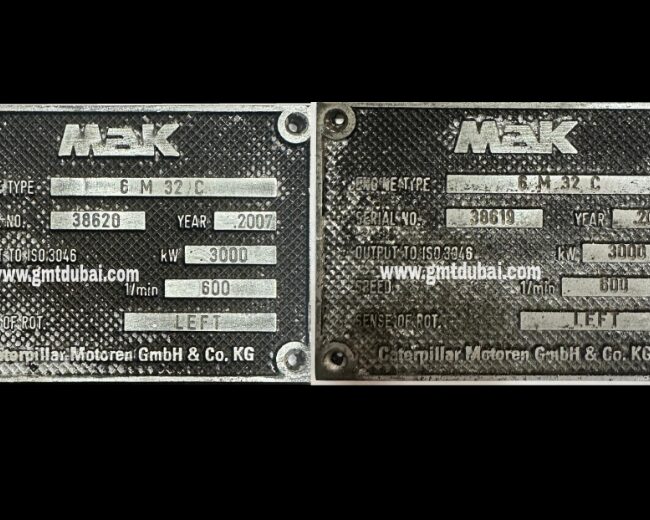 MaK
E TYPE 6 M 32 C
NO. 38620 YEAR 2007
T TO ISO 3046 kW 3000
www.gmtdubai.com
1/min 600
OF ROT. LEFT
aterpillar Motoren GmbH & Co. KG
MaK
ENGINE TYPE 6 M 32 C
SERIAL NO. 38619 YEAR 20
OUTPUT TO ISO 3046 kW 3000
www.gmtdubai.com
SPEED 1/min 600
SENSE OF ROT. LEFT
Caterpillar Motoren GmbH & Co. KG